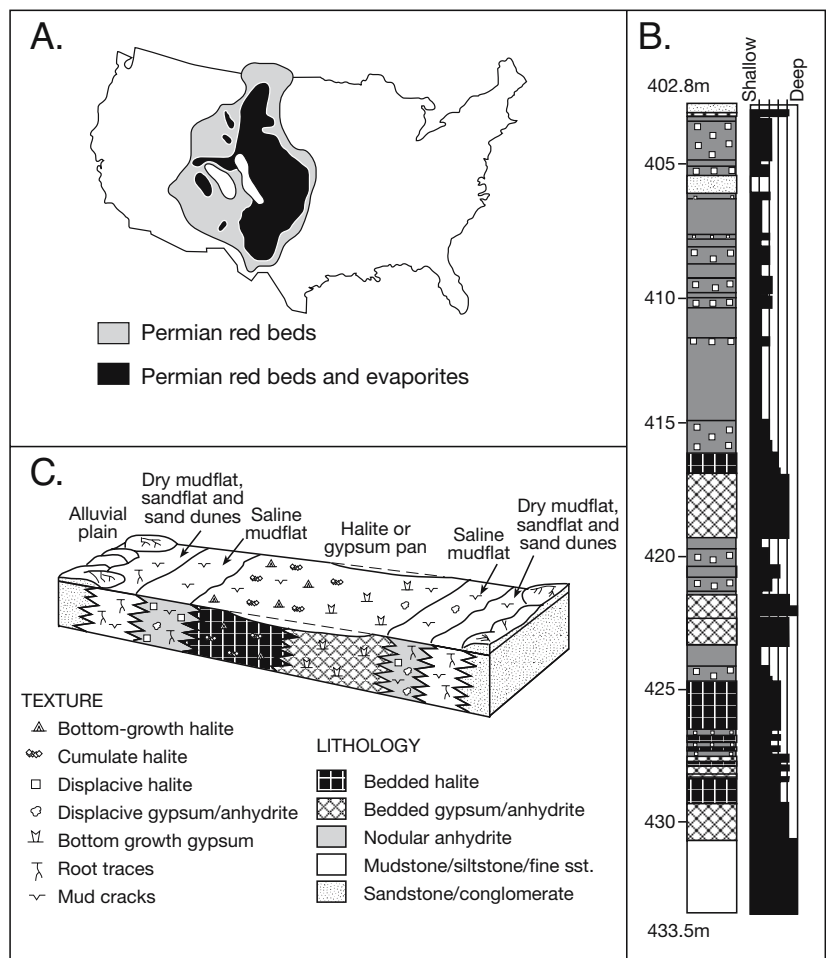 A.
Permian red beds
Permian red beds and evaporites
B.
Shallow
Deep
402.8m
405
410
415
420
425
430
433.5m
C.
Alluvial
plain
Dry mudflat,
sandflat and
sand dunes
Saline
mudflat
Halite or
gypsum pan
Saline
mudflat
Dry mudflat,
sandflat and
sand dunes
TEXTURE
Bottom-growth halite
Cumulate halite
Displacive halite
Displacive gypsum/anhydrite
Bottom growth gypsum
Root traces
Mud cracks
LITHOLOGY
Bedded halite
Bedded gypsum/anhydrite
Nodular anhydrite
Mudstone/siltstone/fine sst.
Sandstone/conglomerate